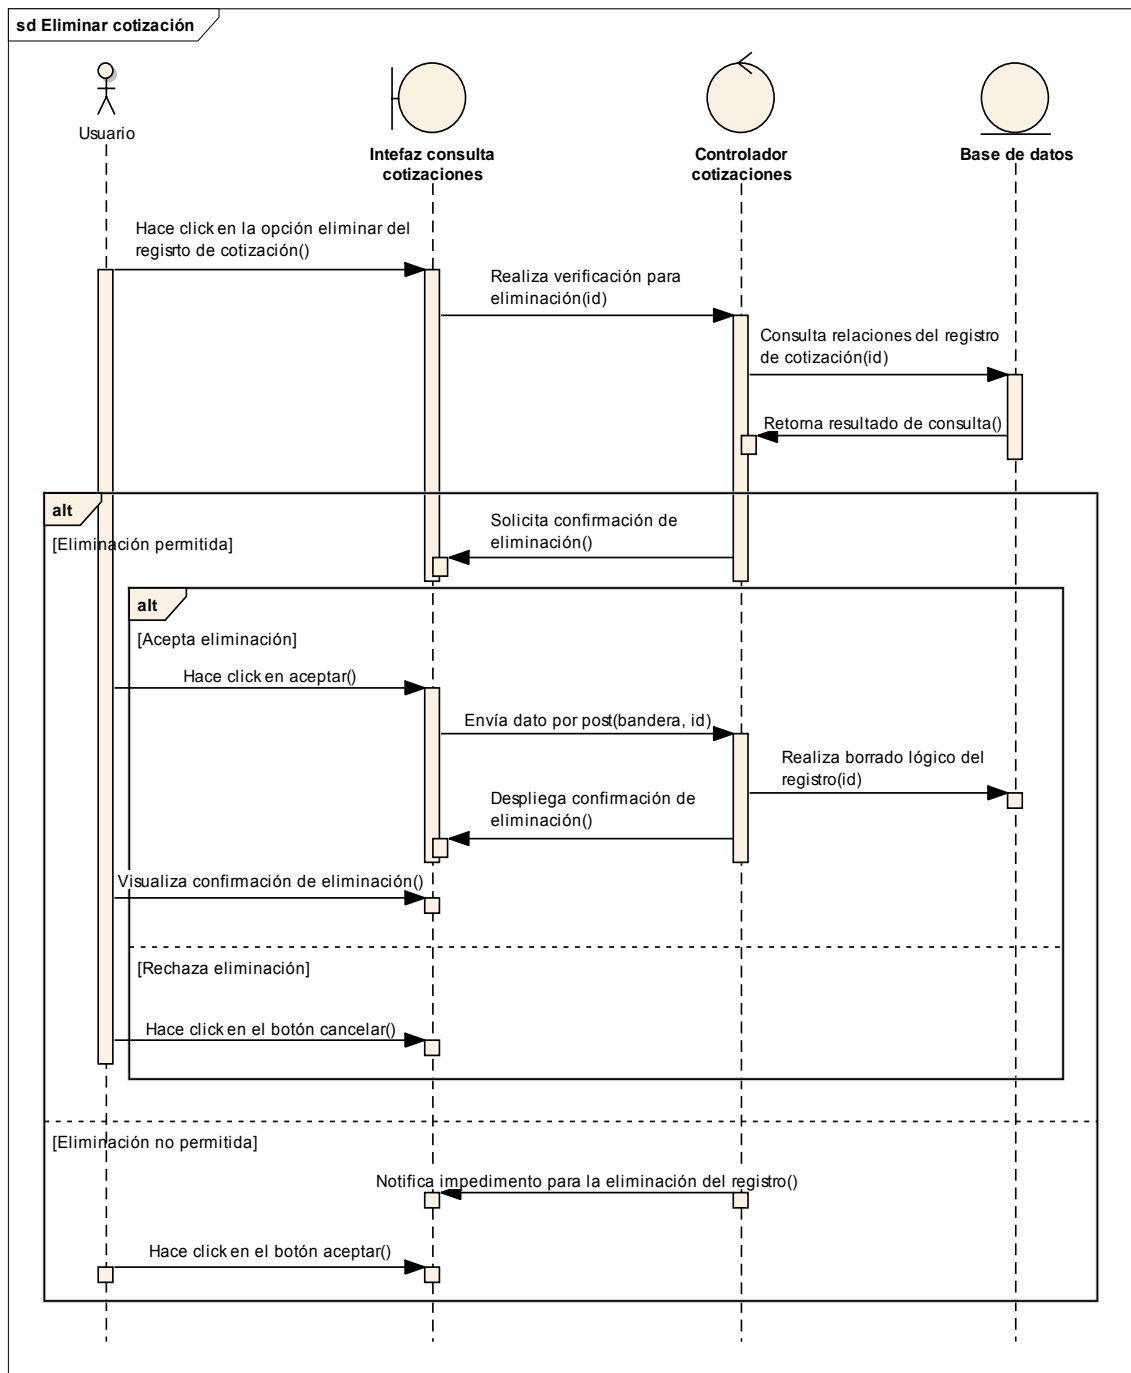 sd Eliminar cotización
Usuario
Intefaz consulta
cotizaciones
Controlador
cotizaciones
Base de datos
Hace click en la opción eliminar del
regisrto de cotización()
Realiza verificación para
eliminación(id)
Consulta relaciones del registro
de cotización(id)
Retorna resultado de consulta()
alt
[Eliminación permitida]
Solicita confirmación de
eliminación()
alt
[Acepta eliminación]
Hace click en aceptar()
Envía dato por post(bandera, id)
Realiza borrado lógico del
registro(id)
Despliega confirmación de
eliminación()
Visualiza confirmación de eliminación()
[Rechaza eliminación]
Hace click en el botón cancelar()
[Eliminación no permitida]
Notifica impedimento para la eliminación del registro()
Hace click en el botón aceptar()